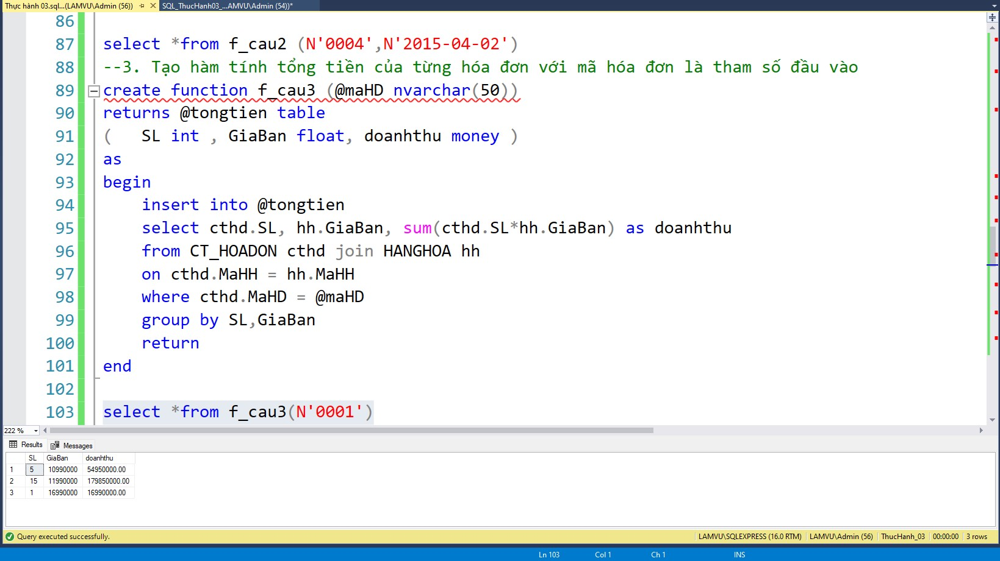 Thực hành 03.sql...(LAMVU\Admin (56)) SQL_ThucHanh03_...AMVU\Admin (54))*
86
87 select *from f_cau2 (N'0004',N'2015-04-02')
88 --3. Tạo hàm tính tổng tiền của từng hóa đơn với mã hóa đơn là tham số đầu vào
89 create function f_cau3 (@maHD nvarchar(50))
90 returns @tongtien table
91 ( SL int , GiaBan float, doanhthu money )
92 as
93 begin
94 insert into @tongtien
95 select cthd.SL, hh.GiaBan, sum(cthd.SL*hh.GiaBan) as doanhthu
96 from CT_HOADON cthd join HANGHOA hh
97 on cthd.MaHH = hh.MaHH
98 where cthd.MaHD = @maHD
99 group by SL,GiaBan
100 return
101 end
102
103 select *from f_cau3(N'0001')
222 %
Results Messages
SL GiaBan doanhthu
1 5 10990000 54950000.00
2 15 11990000 179850000.00
3 1 16990000 16990000.00
Query executed successfully. LAMVU\SQLEXPRESS (16.0 RTM) LAMVU\Admin (56) ThucHanh_03 00:00:00 3 rows
Ln 103 Col 1 Ch 1 INS